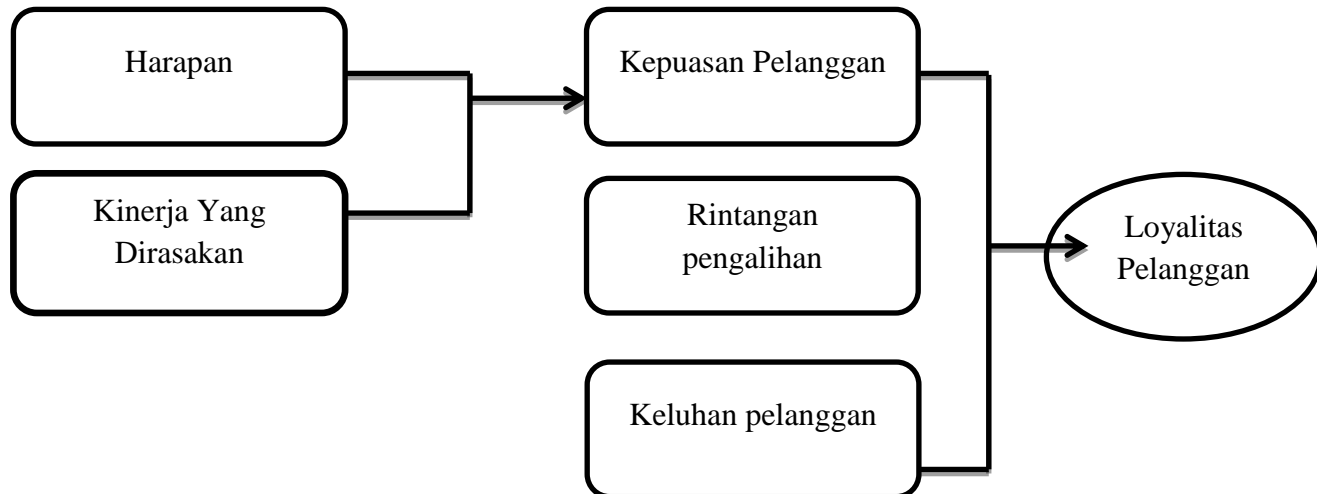 Harapan
Kinerja Yang
Dirasakan
Kepuasan Pelanggan
Rintangan
pengalihan
Keluhan pelanggan
Loyalitas
Pelanggan